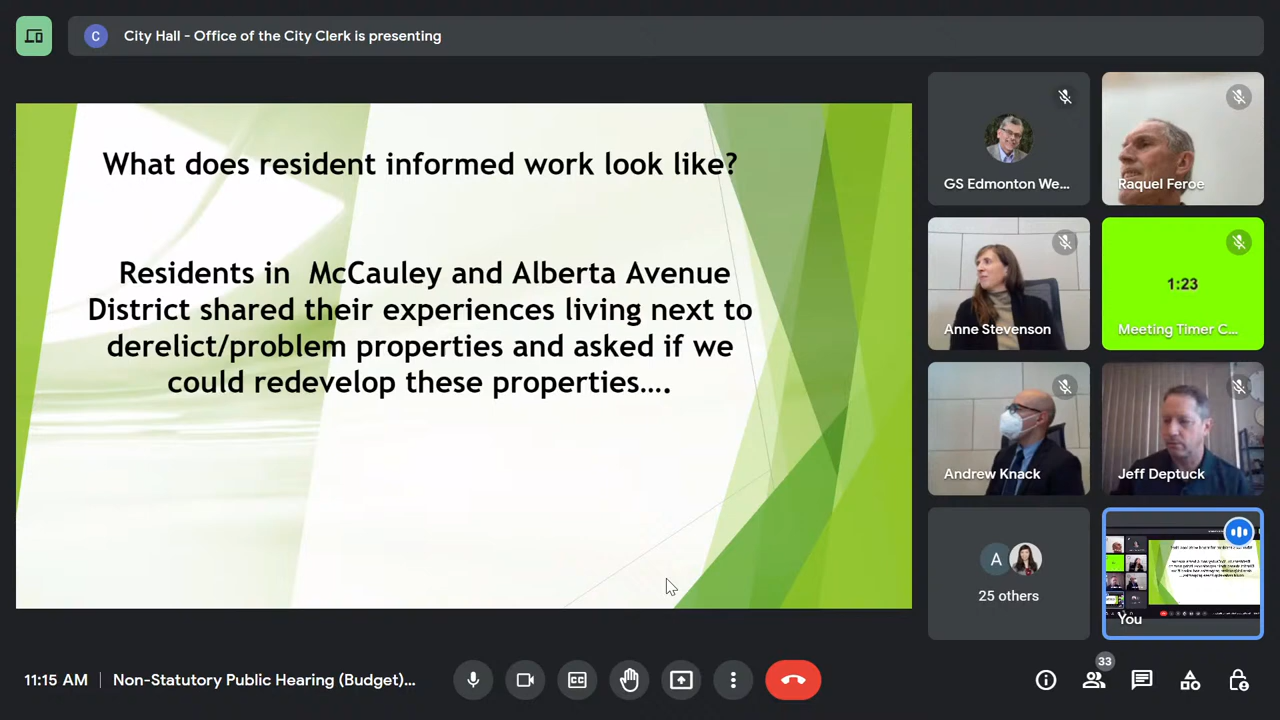 C
City Hall - Office of the City Clerk is presenting
What does resident informed work look like?
Residents in McCauley and Alberta Avenue
District shared their experiences living next to
derelict/problem properties and asked if we
could redevelop these properties....
GS Edmonton We...
Raquel Feroe
Anne Stevenson
1:23
Meeting Timer C...
Andrew Knack
Jeff Deptuck
A
25 others
You
11:15 AM
Non-Statutory Public Hearing (Budget)...
33